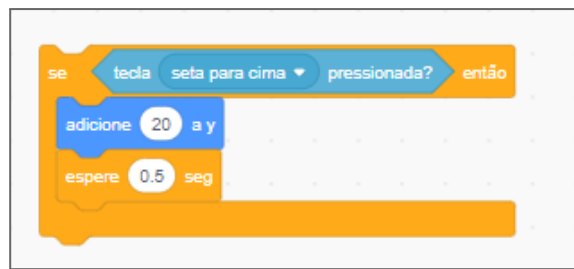 se tecla seta para cima pressionada? então
adicione 20 a y
espere 0.5 seg